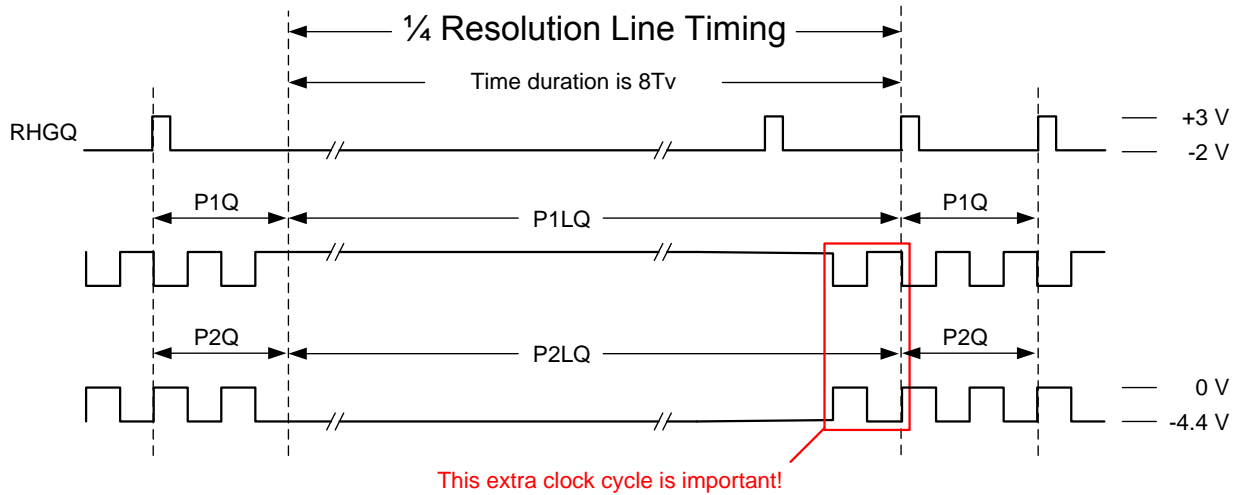 ¼ Resolution Line Timing
Time duration is 8Tv
RHGQ
+3 V
-2 V
P1Q
P1LQ
P1Q
P2Q
P2LQ
P2Q
0 V
-4.4 V
This extra clock cycle is important!